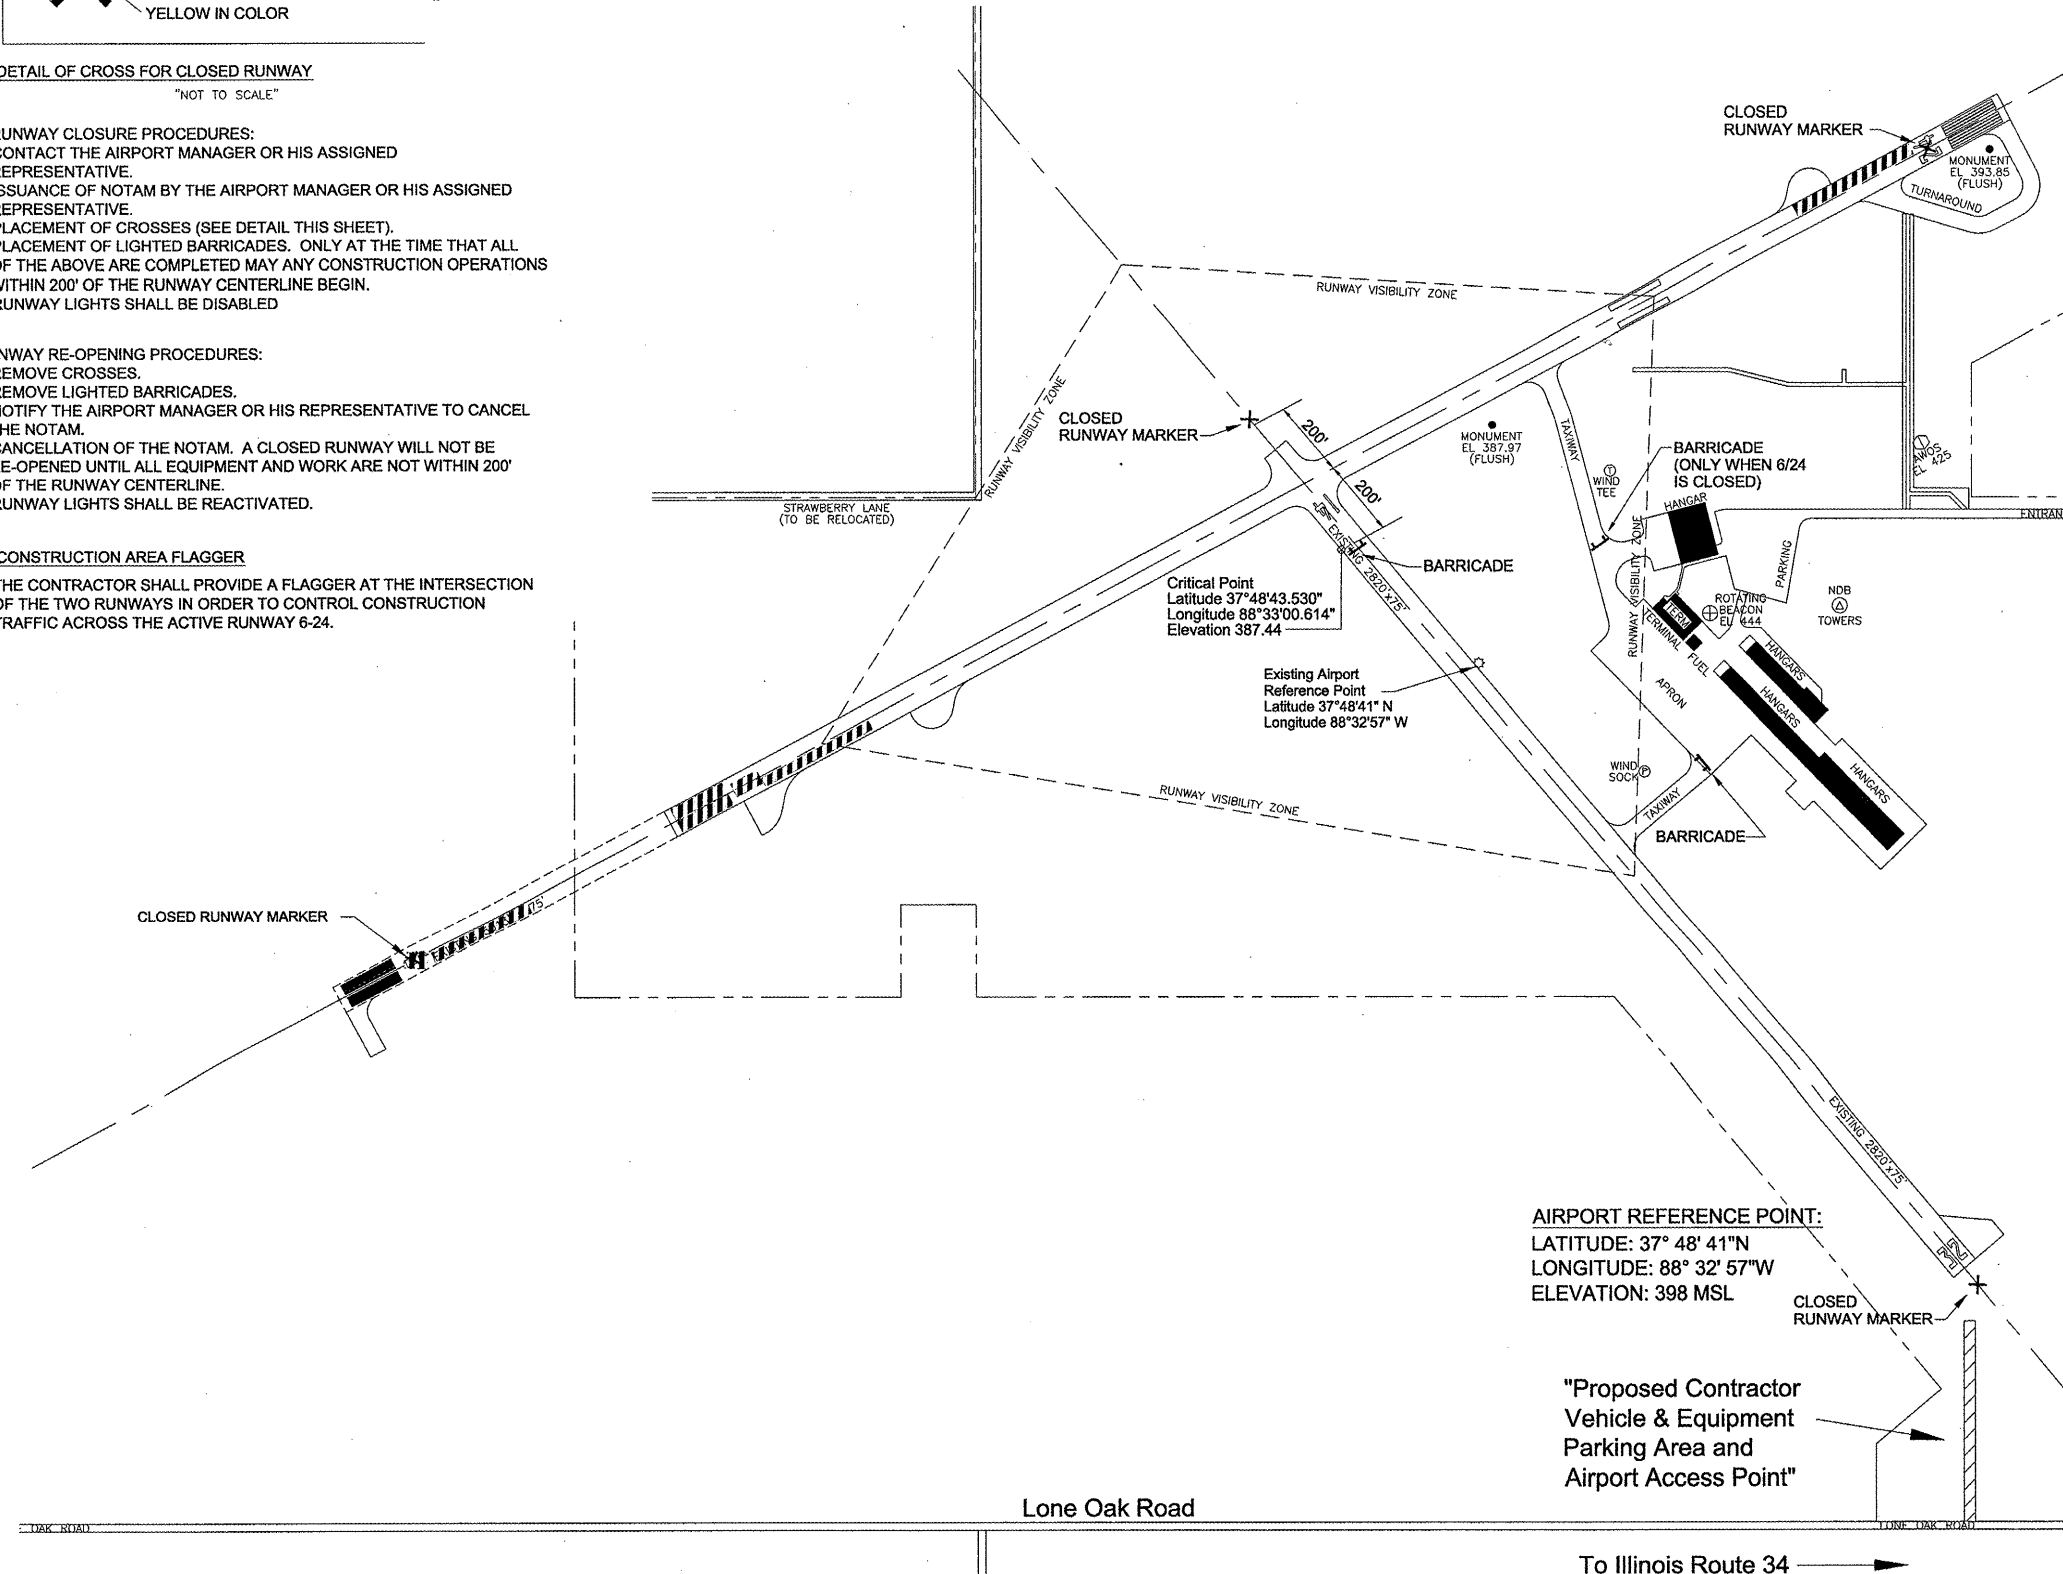 YELLOW IN COLOR
DETAIL OF CROSS FOR CLOSED RUNWAY
"NOT TO SCALE"
RUNWAY CLOSURE PROCEDURES:
CONTACT THE AIRPORT MANAGER OR HIS ASSIGNED
REPRESENTATIVE.
ISSUANCE OF NOTAM BY THE AIRPORT MANAGER OR HIS ASSIGNED
REPRESENTATIVE.
PLACEMENT OF CROSSES (SEE DETAIL THIS SHEET).
PLACEMENT OF LIGHTED BARRICADES. ONLY AT THE TIME THAT ALL
OF THE ABOVE ARE COMPLETED MAY ANY CONSTRUCTION OPERATIONS
WITHIN 200' OF THE RUNWAY CENTERLINE BEGIN.
RUNWAY LIGHTS SHALL BE DISABLED
NWAY RE-OPENING PROCEDURES:
REMOVE CROSSES.
REMOVE LIGHTED BARRICADES.
NOTIFY THE AIRPORT MANAGER OR HIS REPRESENTATIVE TO CANCEL
THE NOTAM.
CANCELLATION OF THE NOTAM. A CLOSED RUNWAY WILL NOT BE
RE-OPENED UNTIL ALL EQUIPMENT AND WORK ARE NOT WITHIN 200'
OF THE RUNWAY CENTERLINE.
RUNWAY LIGHTS SHALL BE REACTIVATED.
CONSTRUCTION AREA FLAGGER
THE CONTRACTOR SHALL PROVIDE A FLAGGER AT THE INTERSECTION
OF THE TWO RUNWAYS IN ORDER TO CONTROL CONSTRUCTION
TRAFFIC ACROSS THE ACTIVE RUNWAY 6-24.
CLOSED
RUNWAY MARKER
MONUMENT
EL 393.85
(FLUSH)
TURNAROUND
RUNWAY VISIBILITY ZONE
RUNWAY VISIBILITY ZONE
CLOSED
RUNWAY MARKER
200'
200'
MONUMENT
EL 387.97
(FLUSH)
TAXIWAY
WIND
TEE
BARRICADE
(ONLY WHEN 6/24
IS CLOSED)
AWOS
EL 425
HANGAR
STRAWBERRY LANE
(TO BE RELOCATED)
ENTRAN
EXISTING 2820'x75'
BARRICADE
PARKING
RUNWAY VISIBILITY ZONE
Critical Point
Latitude 37°48'43.530"
Longitude 88°33'00.614"
Elevation 387.44
TERM
TERMINAL
FUEL
ROTATING
BEACON
EL 444
NDB
TOWERS
HANGARS
HANGARS
HANGARS
APRON
Existing Airport
Reference Point
Latitude 37°48'41" N
Longitude 88°32'57" W
WIND
SOCK
TAXIWAY
RUNWAY VISIBILITY ZONE
BARRICADE
75'
CLOSED RUNWAY MARKER
EXISTING 2820'x75'
32
AIRPORT REFERENCE POINT:
LATITUDE: 37° 48' 41"N
LONGITUDE: 88° 32' 57"W
ELEVATION: 398 MSL
CLOSED
RUNWAY MARKER
"Proposed Contractor
Vehicle & Equipment
Parking Area and
Airport Access Point"
Lone Oak Road
OAK ROAD
LONE OAK ROAD
To Illinois Route 34